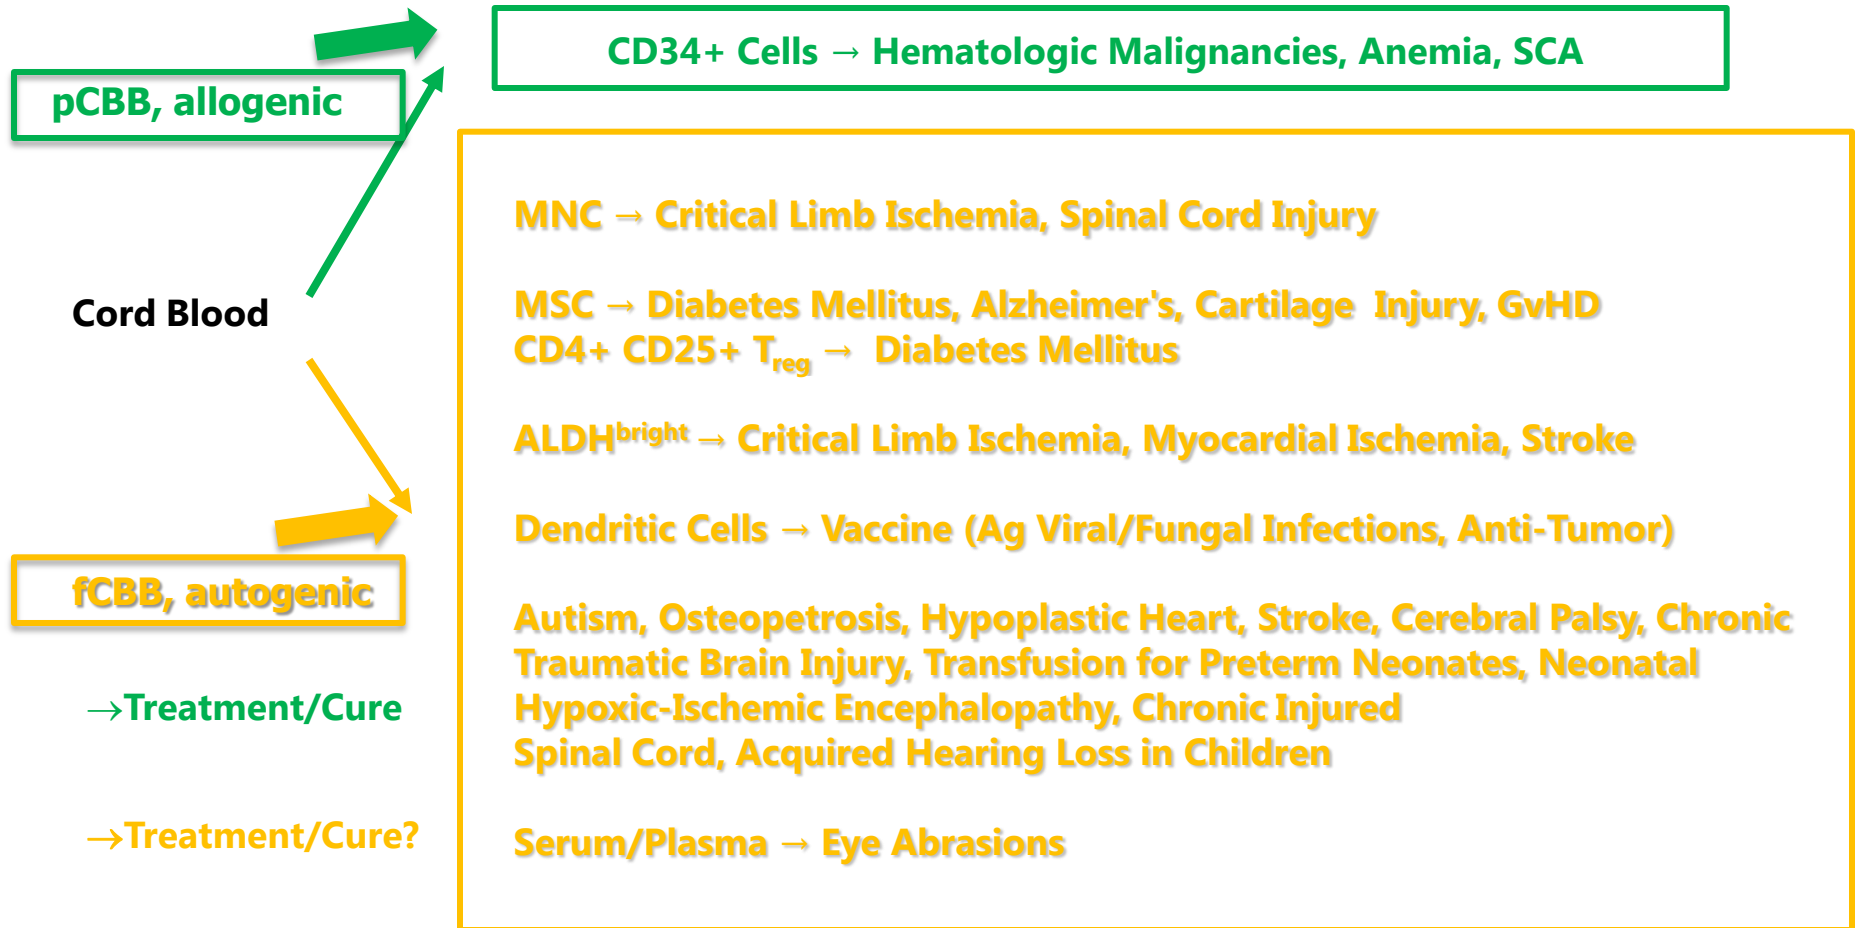 CD34+ Cells → Hematologic Malignancies, Anemia, SCA
pCBB, allogenic
MNC → Critical Limb Ischemia, Spinal Cord Injury
Cord Blood
MSC → Diabetes Mellitus, Alzheimer's, Cartilage Injury, GvHD
CD4+ CD25+ Treg → Diabetes Mellitus
ALDHbright → Critical Limb Ischemia, Myocardial Ischemia, Stroke
Dendritic Cells → Vaccine (Ag Viral/Fungal Infections, Anti-Tumor)
fCBB, autogenic
Autism, Osteopetrosis, Hypoplastic Heart, Stroke, Cerebral Palsy, Chronic
Traumatic Brain Injury, Transfusion for Preterm Neonates, Neonatal
Hypoxic-Ischemic Encephalopathy, Chronic Injured
Spinal Cord, Acquired Hearing Loss in Children
→Treatment/Cure
→Treatment/Cure?
Serum/Plasma → Eye Abrasions